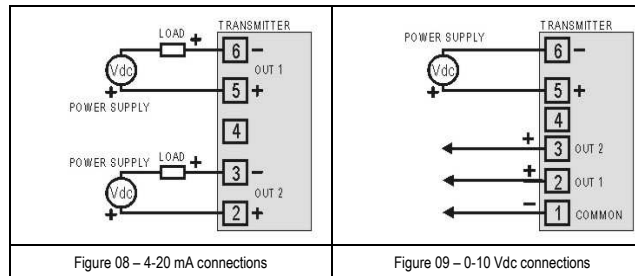 TRANSMITTER
LOAD + 6 −
Vdc OUT 1
+ 5 +
POWER SUPPLY
4
POWER SUPPLY LOAD + 3 −
Vdc OUT 2
+ 2 +
Figure 08 – 4-20 mA connections
TRANSMITTER
POWER SUPPLY 6 −
Vdc
+ 5 +
4
+ 3 OUT 2
+ 2 OUT 1
− 1 COMMON
Figure 09 – 0-10 Vdc connections